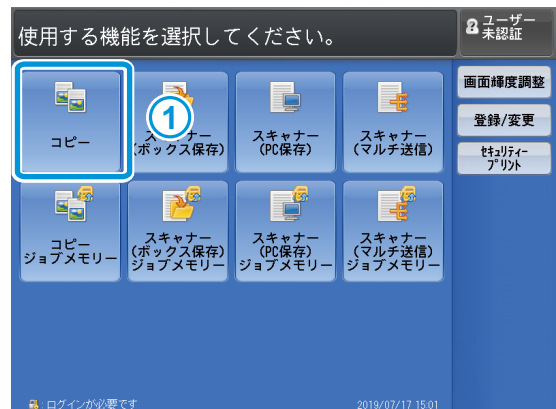 使用する機能を選択してください。
ユーザー
未認証
画面輝度調整
登録/変更
セキュリティー
プリント
①
コピー
(ボックス保存)
スキャナー
(PC保存)
スキャナー
(マルチ送信)
コピー
ジョブメモリー
スキャナー
(ボックス保存)
ジョブメモリー
スキャナー
(PC保存)
ジョブメモリー
スキャナー
(マルチ送信)
ジョブメモリー
: ログインが必要です
2019/07/17 15:01